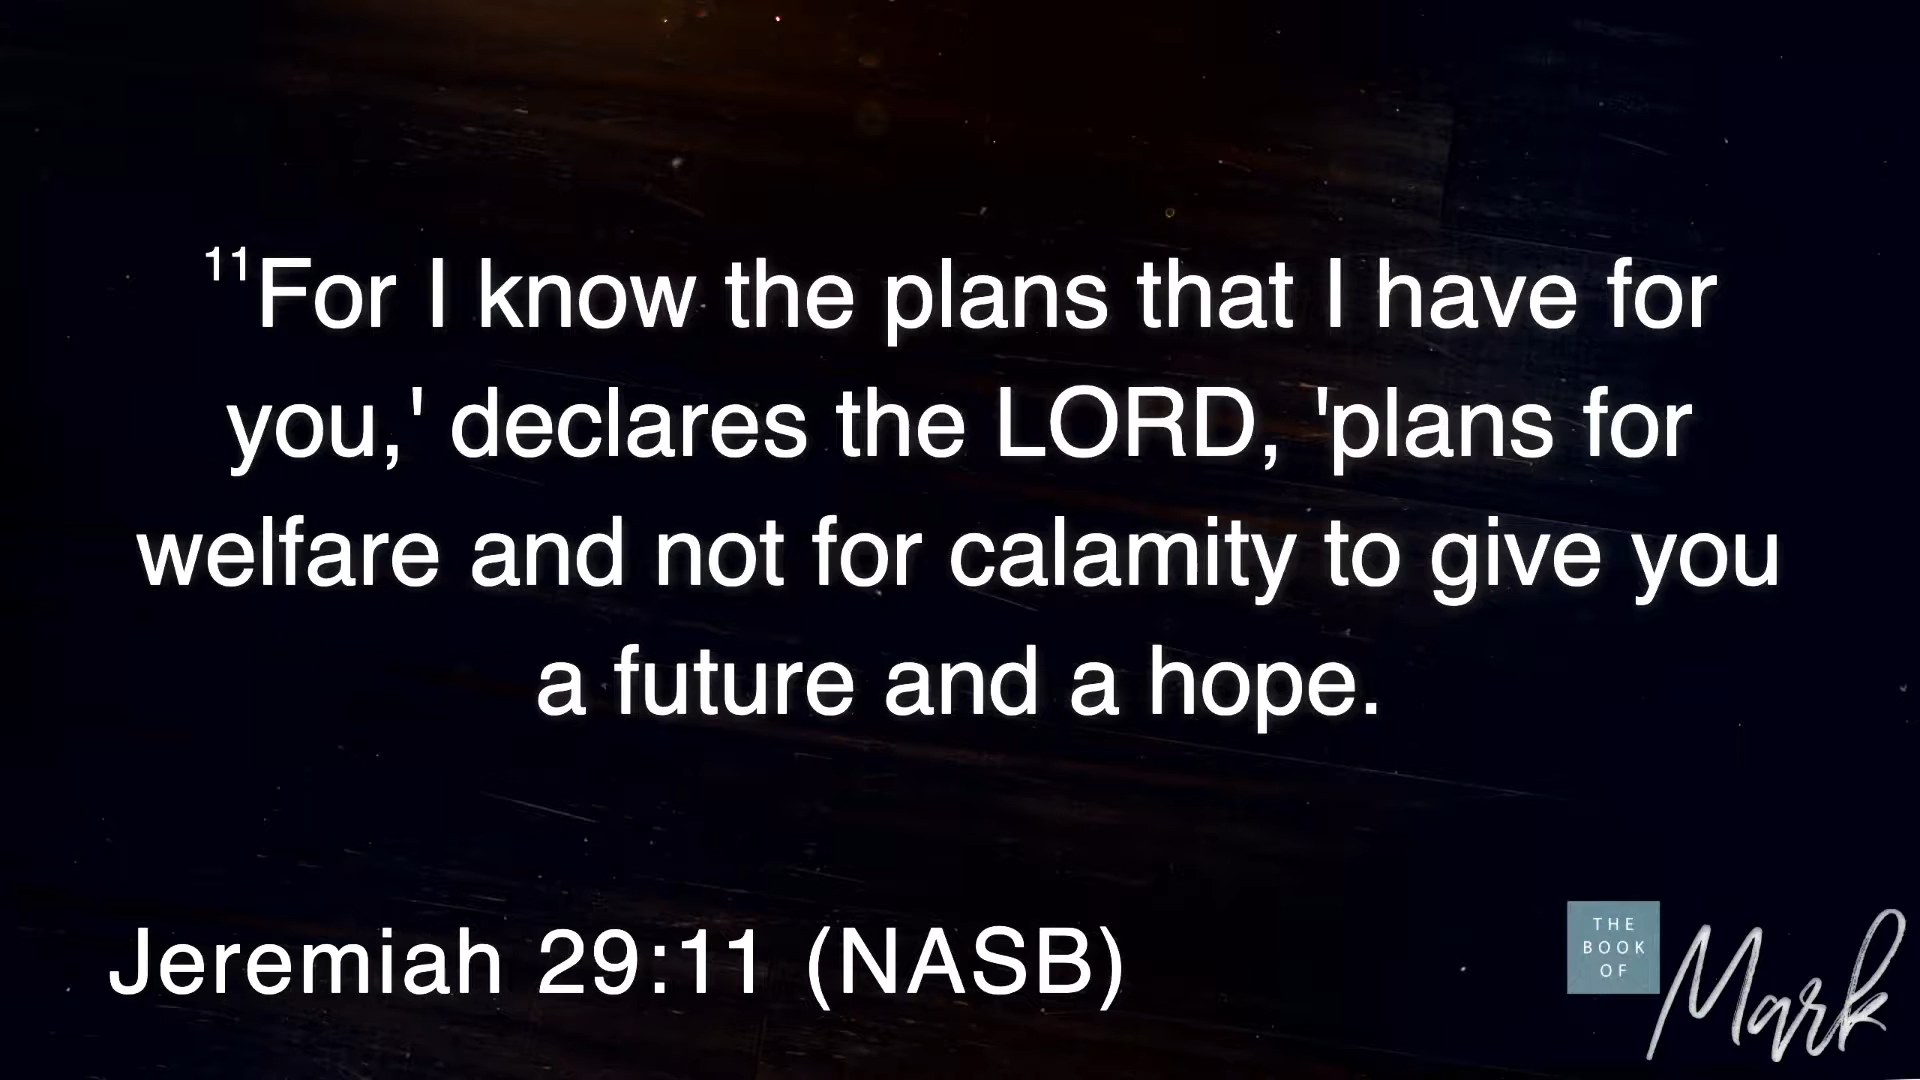 11For I know the plans that I have for
you,' declares the LORD, 'plans for
welfare and not for calamity to give you
a future and a hope.
Jeremiah 29:11 (NASB)
THE
BOOK
OF
Mark